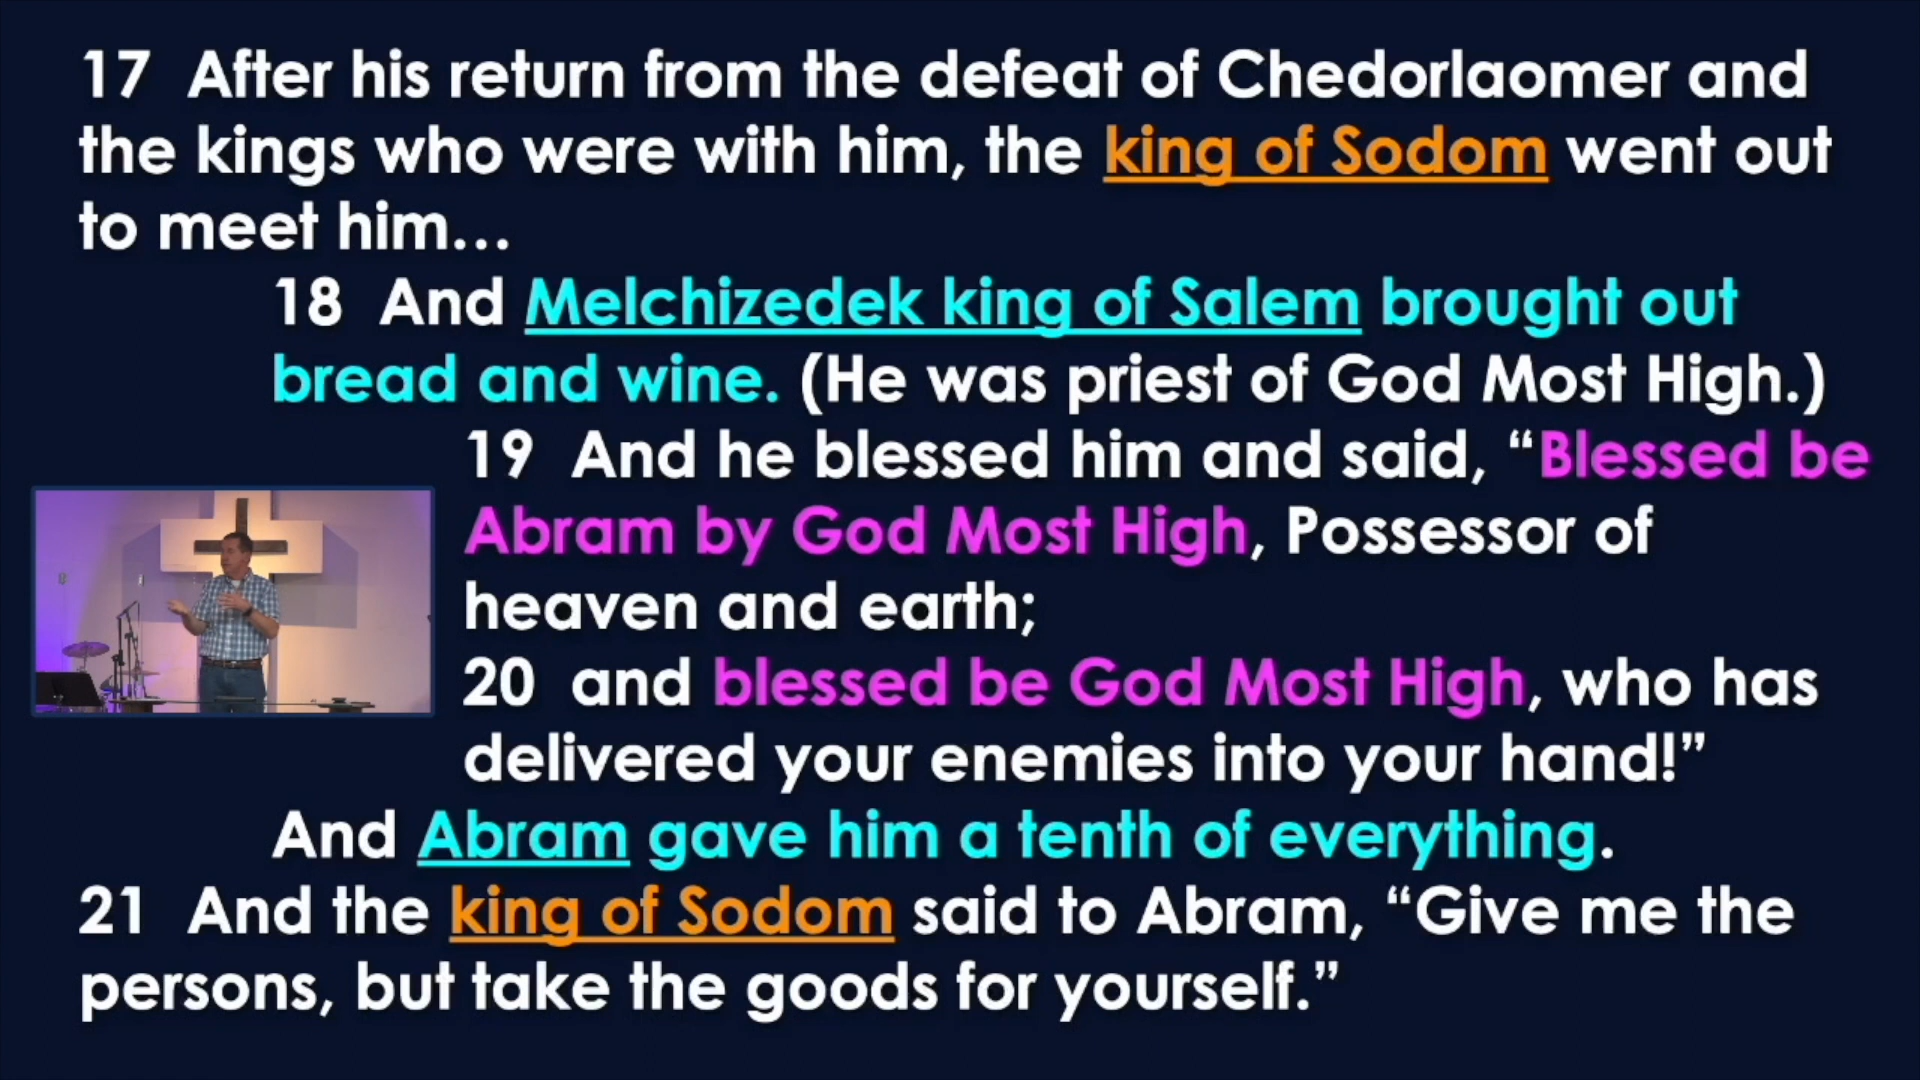 17 After his return from the defeat of Chedorlaomer and
the kings who were with him, the king of Sodom went out
to meet him…
18 And Melchizedek king of Salem brought out
bread and wine. (He was priest of God Most High.)
19 And he blessed him and said, “Blessed be
Abram by God Most High, Possessor of
heaven and earth;
20 and blessed be God Most High, who has
delivered your enemies into your hand!”
And Abram gave him a tenth of everything.
21 And the king of Sodom said to Abram, “Give me the
persons, but take the goods for yourself.”